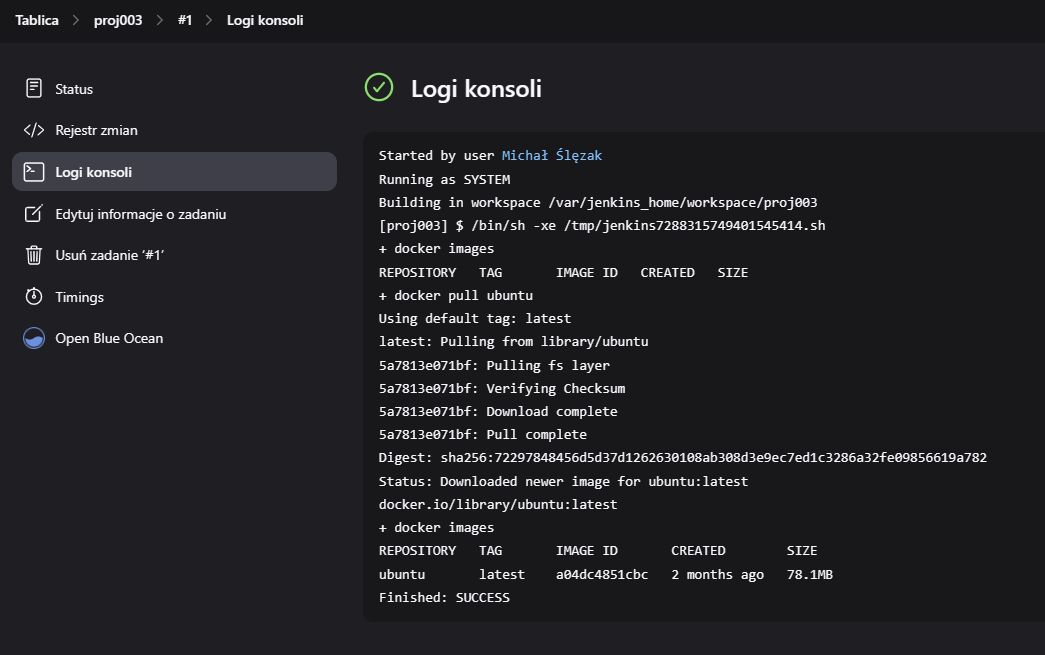 Tablica > proj003 > #1 > Logi konsoli
Status
Rejestr zmian
Logi konsoli
Edytuj informacje o zadaniu
Usuń zadanie ‘#1’
Timings
Open Blue Ocean
Logi konsoli
Started by user Michał Ślęzak
Running as SYSTEM
Building in workspace /var/jenkins_home/workspace/proj003
[proj003] $ /bin/sh -xe /tmp/jenkins7288315749401545414.sh
+ docker images
REPOSITORY   TAG       IMAGE ID   CREATED   SIZE
+ docker pull ubuntu
Using default tag: latest
latest: Pulling from library/ubuntu
5a7813e071bf: Pulling fs layer
5a7813e071bf: Verifying Checksum
5a7813e071bf: Download complete
5a7813e071bf: Pull complete
Digest: sha256:72297848456d5d37d1262630108ab308d3e9ec7ed1c3286a32fe09856619a782
Status: Downloaded newer image for ubuntu:latest
docker.io/library/ubuntu:latest
+ docker images
REPOSITORY   TAG       IMAGE ID       CREATED        SIZE
ubuntu       latest    a04dc4851cbc   2 months ago   78.1MB
Finished: SUCCESS